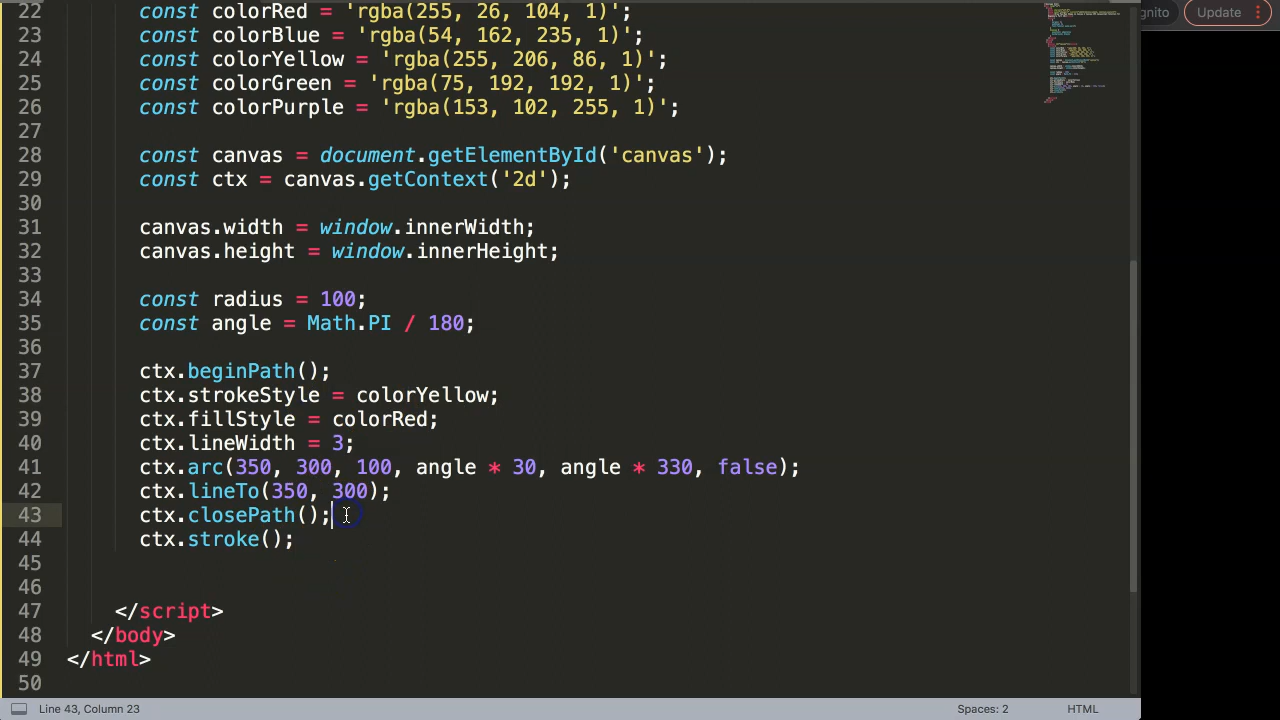 22 const colorRed = 'rgba(255, 26, 104, 1)';
23 const colorBlue = 'rgba(54, 162, 235, 1)';
24 const colorYellow = 'rgba(255, 206, 86, 1)';
25 const colorGreen = 'rgba(75, 192, 192, 1)';
26 const colorPurple = 'rgba(153, 102, 255, 1)';
27
28 const canvas = document.getElementById('canvas');
29 const ctx = canvas.getContext('2d');
30
31 canvas.width = window.innerWidth;
32 canvas.height = window.innerHeight;
33
34 const radius = 100;
35 const angle = Math.PI / 180;
36
37 ctx.beginPath();
38 ctx.strokeStyle = colorYellow;
39 ctx.fillStyle = colorRed;
40 ctx.lineWidth = 3;
41 ctx.arc(350, 300, 100, angle * 30, angle * 330, false);
42 ctx.lineTo(350, 300);
43 ctx.closePath();
44 ctx.stroke();
45
46
47 </script>
48 </body>
49 </html>
50
Line 43, Column 23 Spaces: 2 HTML
gnito Update